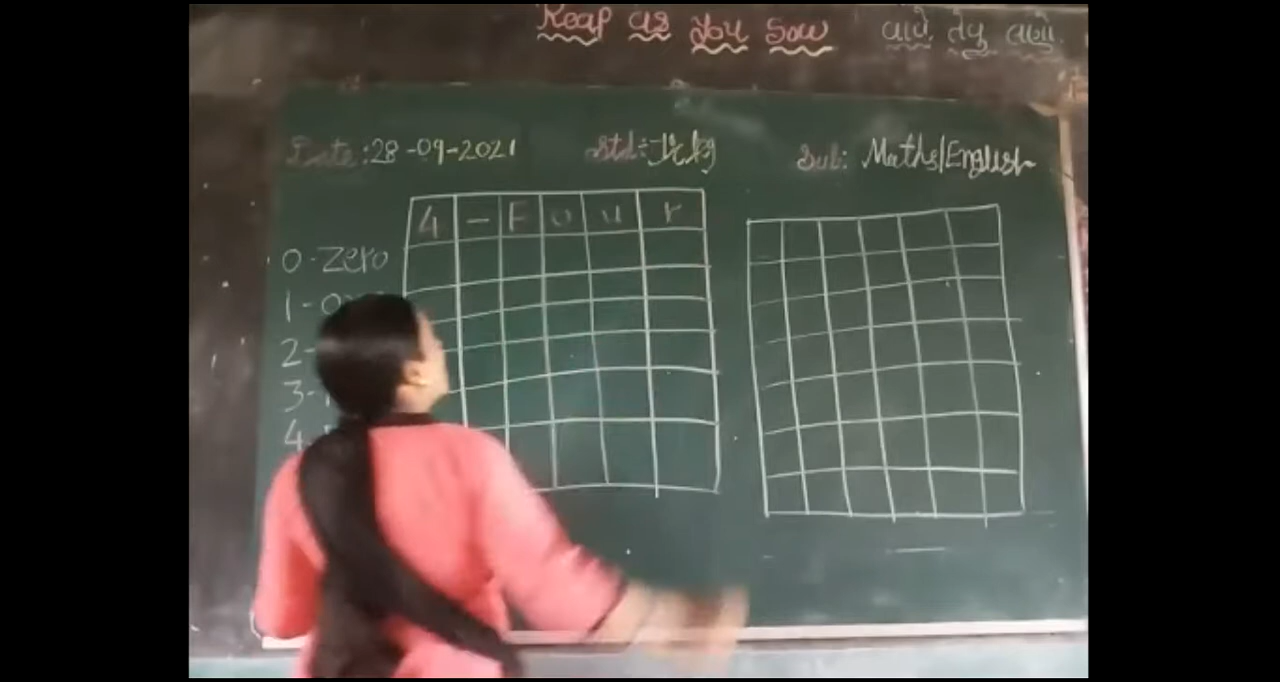 Reap as you Sow વાવે તેવું લણો
Date: 28-09-2021 Std: Jr. kg Sub: Maths/English
4 - F o u r
0 - Zero
1 -
2 -
3 -
4 -